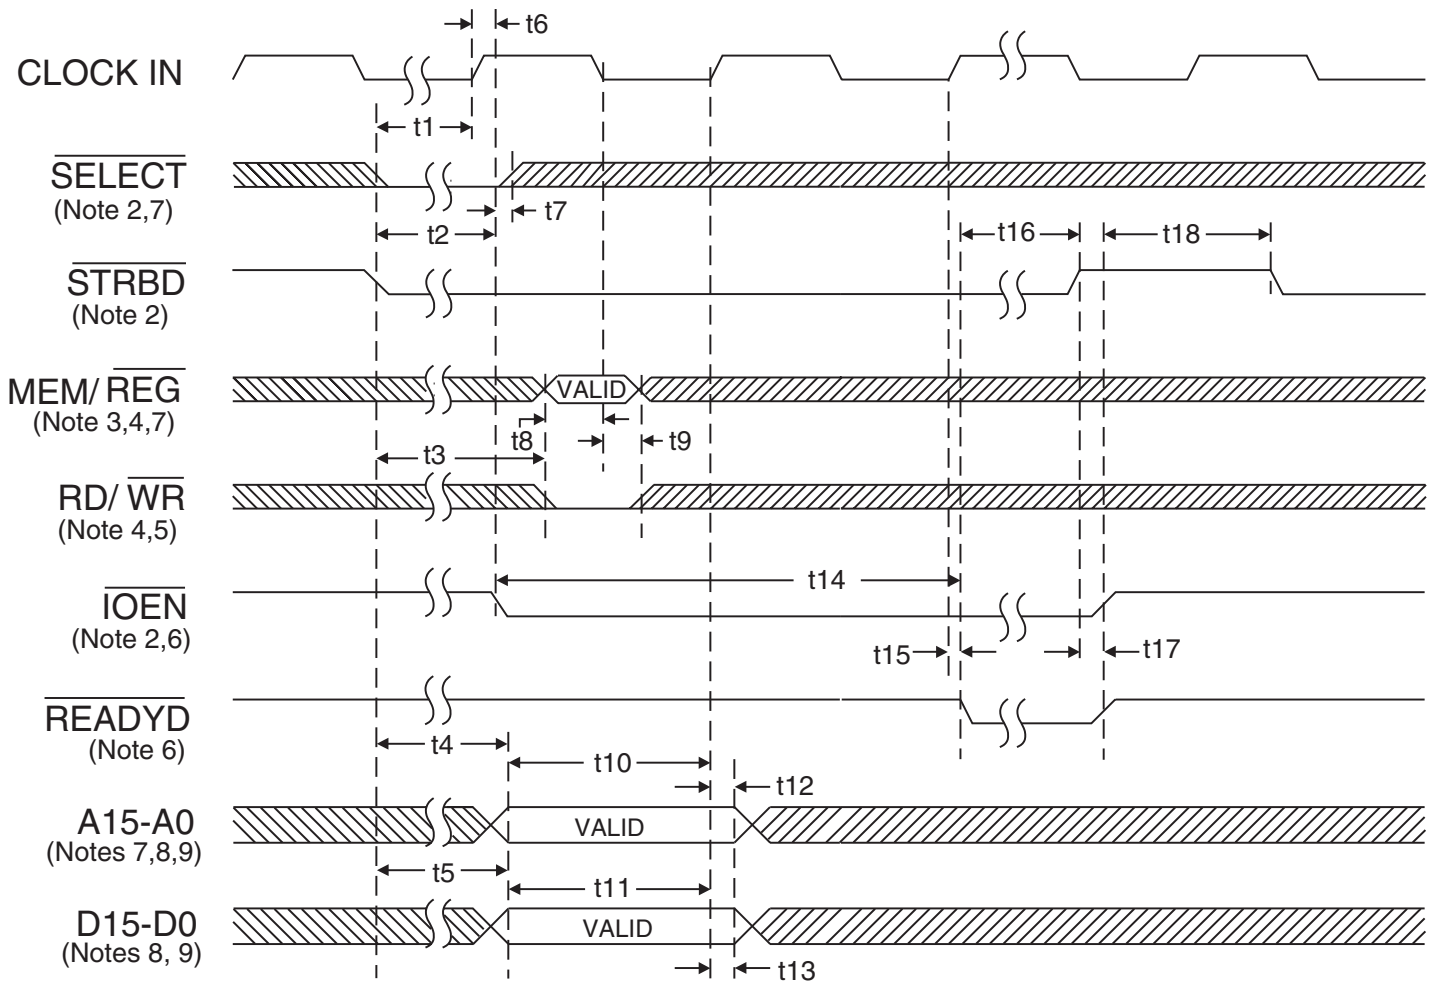 t6
CLOCK IN
t1
SELECT
(Note 2,7)
t7
t2
t16
t18
STRBD
(Note 2)
MEM/ REG
(Note 3,4,7)
VALID
t8
t9
t3
RD/ WR
(Note 4,5)
t14
IOEN
(Note 2,6)
t15
t17
READYD
(Note 6)
t4
t10
t12
A15-A0
(Notes 7,8,9)
VALID
t5
t11
D15-D0
(Notes 8, 9)
VALID
t13